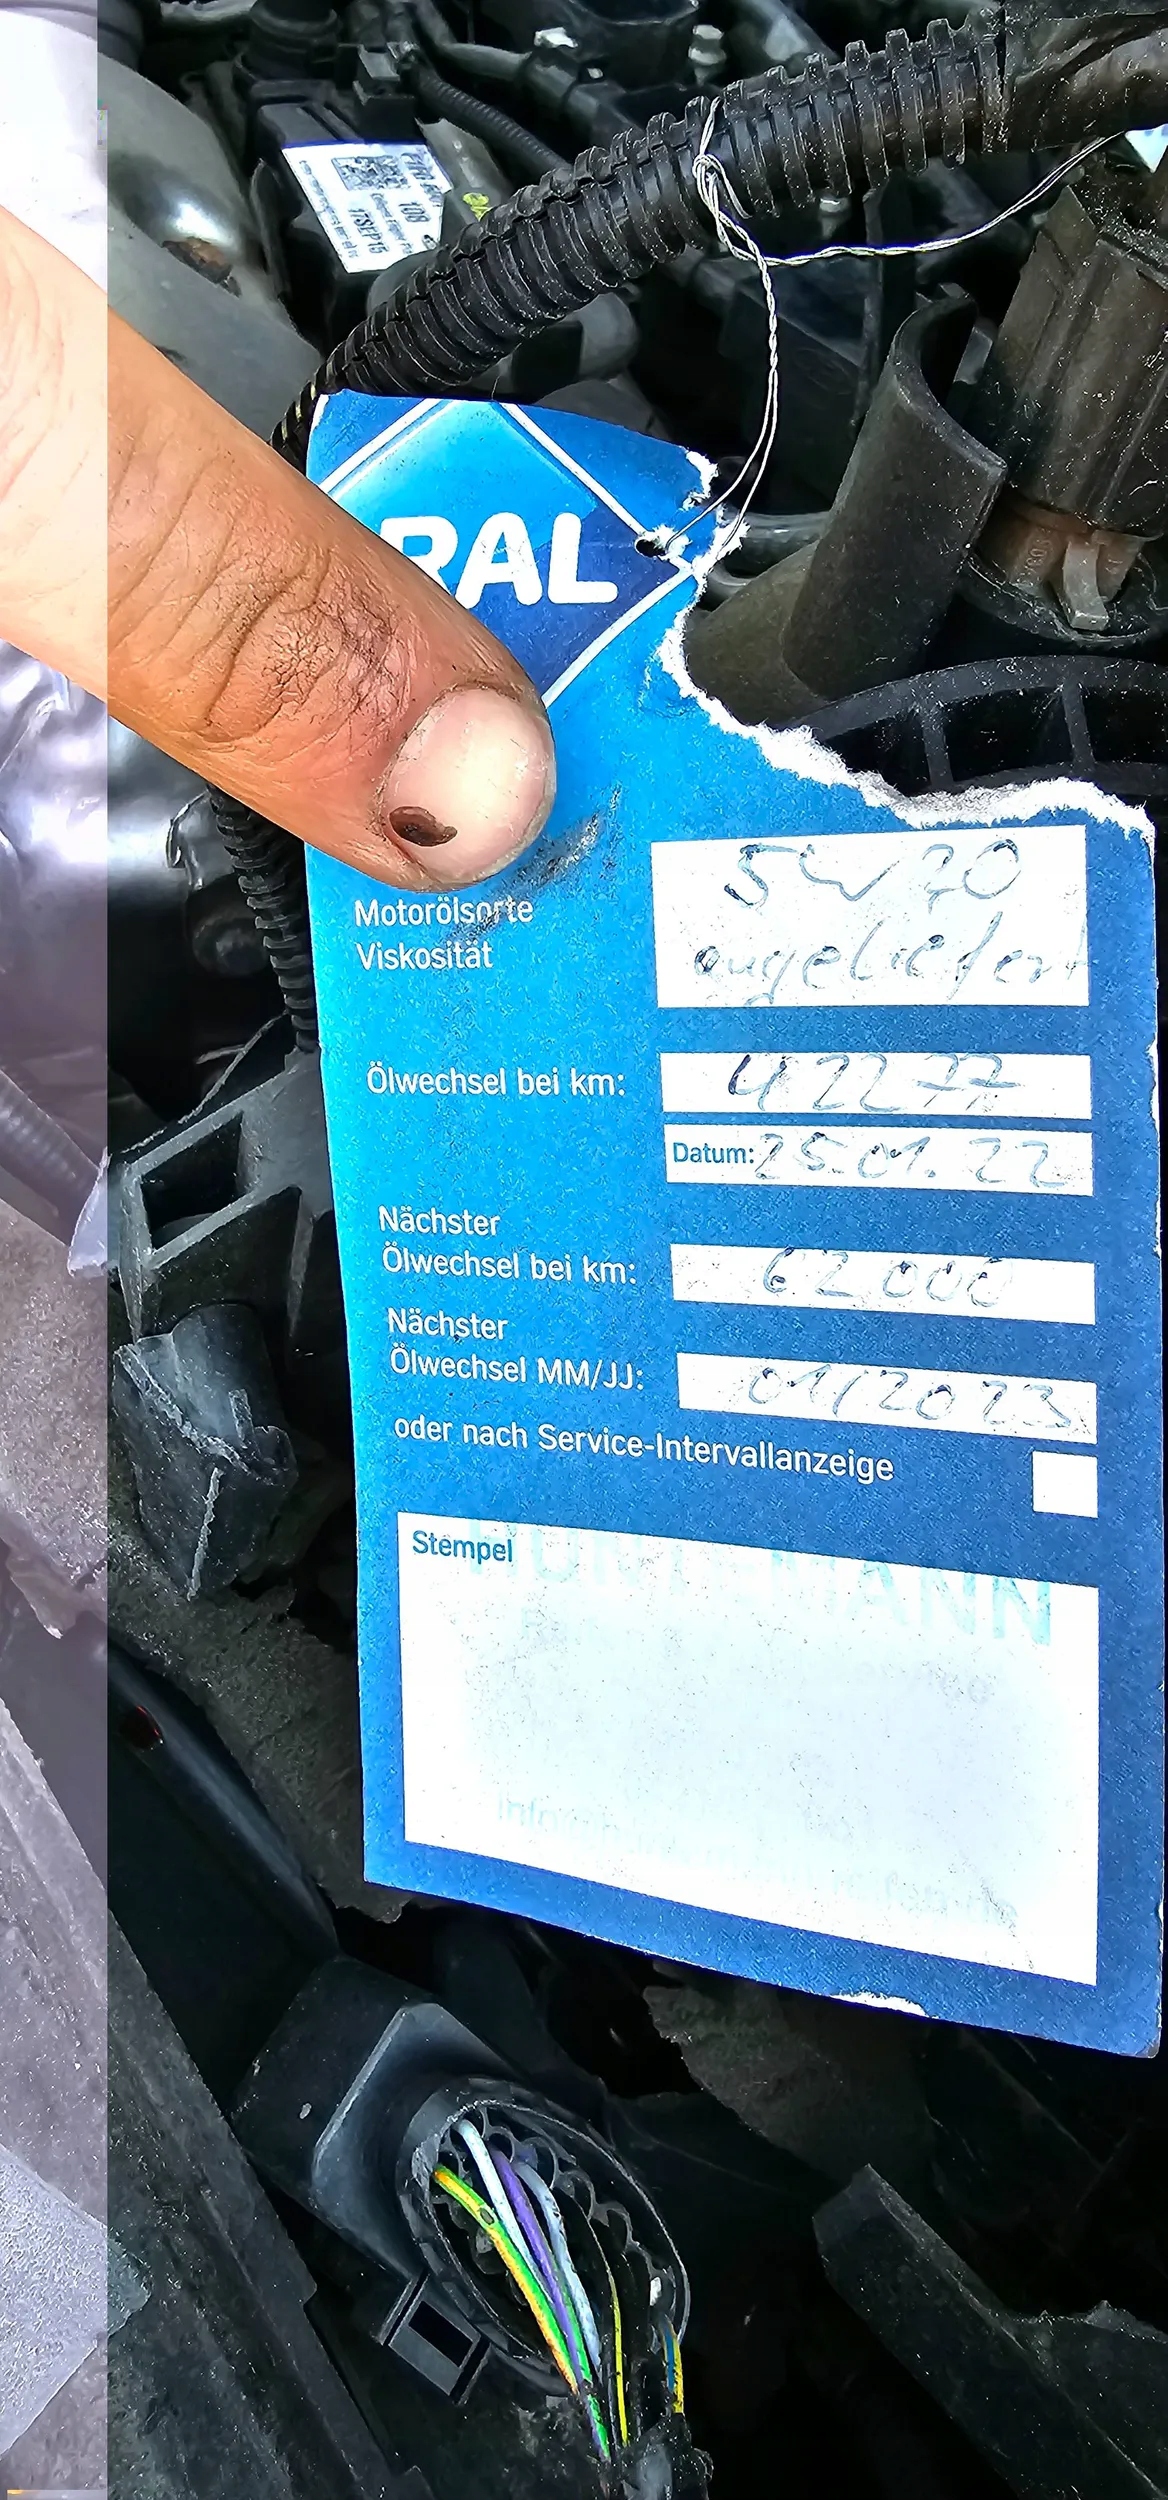 RAL
Motorölsorte
Viskosität
5W30
angeliefert
Ölwechsel bei km:
42277
Datum: 25.01.22
Nächster
Ölwechsel bei km:
62.000
Nächster
Ölwechsel MM/JJ:
01/2023
oder nach Service-Intervallanzeige
Stempel